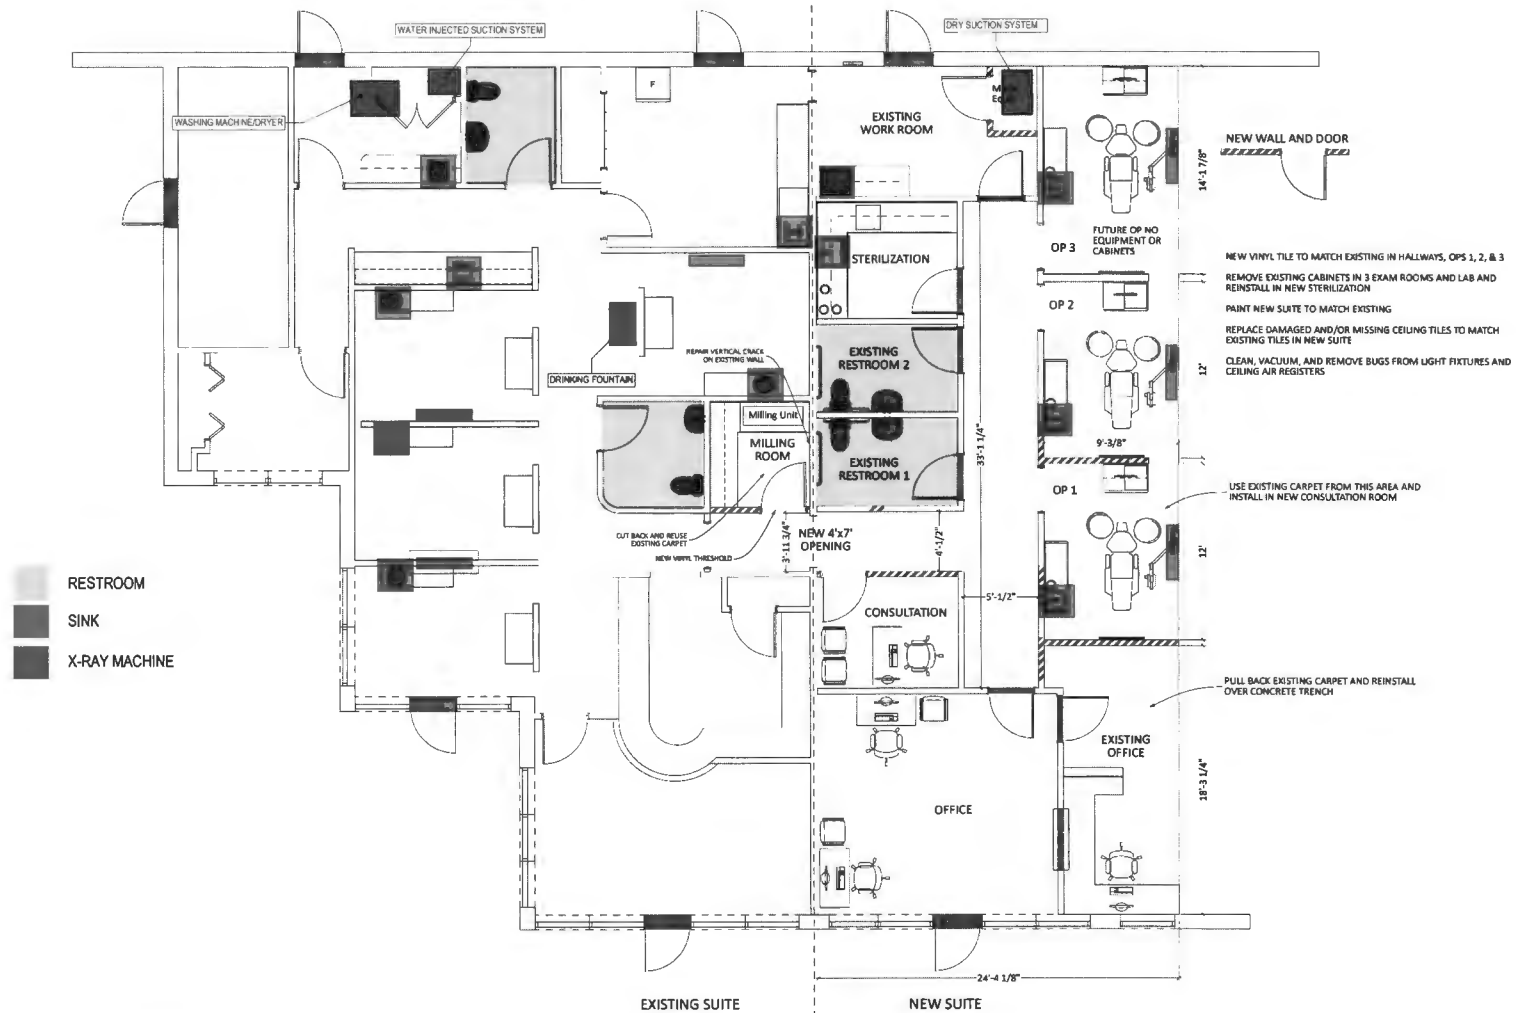 WATER INJECTED SUCTION SYSTEM
DRY SUCTION SYSTEM
WASHING MACHINE/DRYER
F
EXISTING
WORK ROOM
NEW WALL AND DOOR
14'-1 7/8"
FUTURE OP NO
EQUIPMENT OR
CABINETS
OP 3
STERILIZATION
NEW VINYL TILE TO MATCH EXISTING IN HALLWAYS, OPS 1, 2, & 3
REMOVE EXISTING CABINETS IN 3 EXAM ROOMS AND LAB AND
REINSTALL IN NEW STERILIZATION
PAINT NEW SUITE TO MATCH EXISTING
REPLACE DAMAGED AND/OR MISSING CEILING TILES TO MATCH
EXISTING TILES IN NEW SUITE
CLEAN, VACUUM, AND REMOVE BUGS FROM LIGHT FIXTURES AND
CEILING AIR REGISTERS
OP 2
REPAIR VERTICAL CRACK
ON EXISTING WALL
EXISTING
RESTROOM 2
DRINKING FOUNTAIN
12'
Milling Unit
MILLING
ROOM
33'-1 1/4"
9'-3/8"
EXISTING
RESTROOM 1
OP 1
USE EXISTING CARPET FROM THIS AREA AND
INSTALL IN NEW CONSULTATION ROOM
CUT BACK AND REUSE
EXISTING CARPET
NEW VINYL THRESHOLD
3'-11 3/4"
NEW 4'x7'
OPENING
4'-1/2"
12'
RESTROOM
SINK
X-RAY MACHINE
5'-1/2"
CONSULTATION
PULL BACK EXISTING CARPET AND REINSTALL
OVER CONCRETE TRENCH
EXISTING
OFFICE
18'-3 1/4"
OFFICE
24'-4 1/8"
EXISTING SUITE
NEW SUITE